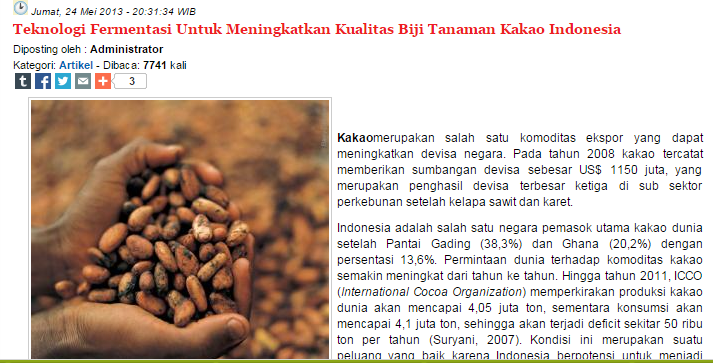 Jumat, 24 Mei 2013 - 20:31:34 WIB
Teknologi Fermentasi Untuk Meningkatkan Kualitas Biji Tanaman Kakao Indonesia
Diposting oleh : Administrator
Kategori: Artikel - Dibaca: 7741 kali
3
Kakaomerupakan salah satu komoditas ekspor yang dapat
meningkatkan devisa negara. Pada tahun 2008 kakao tercatat
memberikan sumbangan devisa sebesar US$ 1150 juta, yang
merupakan penghasil devisa terbesar ketiga di sub sektor
perkebunan setelah kelapa sawit dan karet.
Indonesia adalah salah satu negara pemasok utama kakao dunia
setelah Pantai Gading (38,3%) dan Ghana (20,2%) dengan
persentasi 13,6%. Permintaan dunia terhadap komoditas kakao
semakin meningkat dari tahun ke tahun. Hingga tahun 2011, ICCO
(International Cocoa Organization) memperkirakan produksi kakao
dunia akan mencapai 4,05 juta ton, sementara konsumsi akan
mencapai 4,1 juta ton, sehingga akan terjadi deficit sekitar 50 ribu
ton per tahun (Suryani, 2007). Kondisi ini merupakan suatu
peluang yang baik karena Indonesia berpotensi untuk menjadi